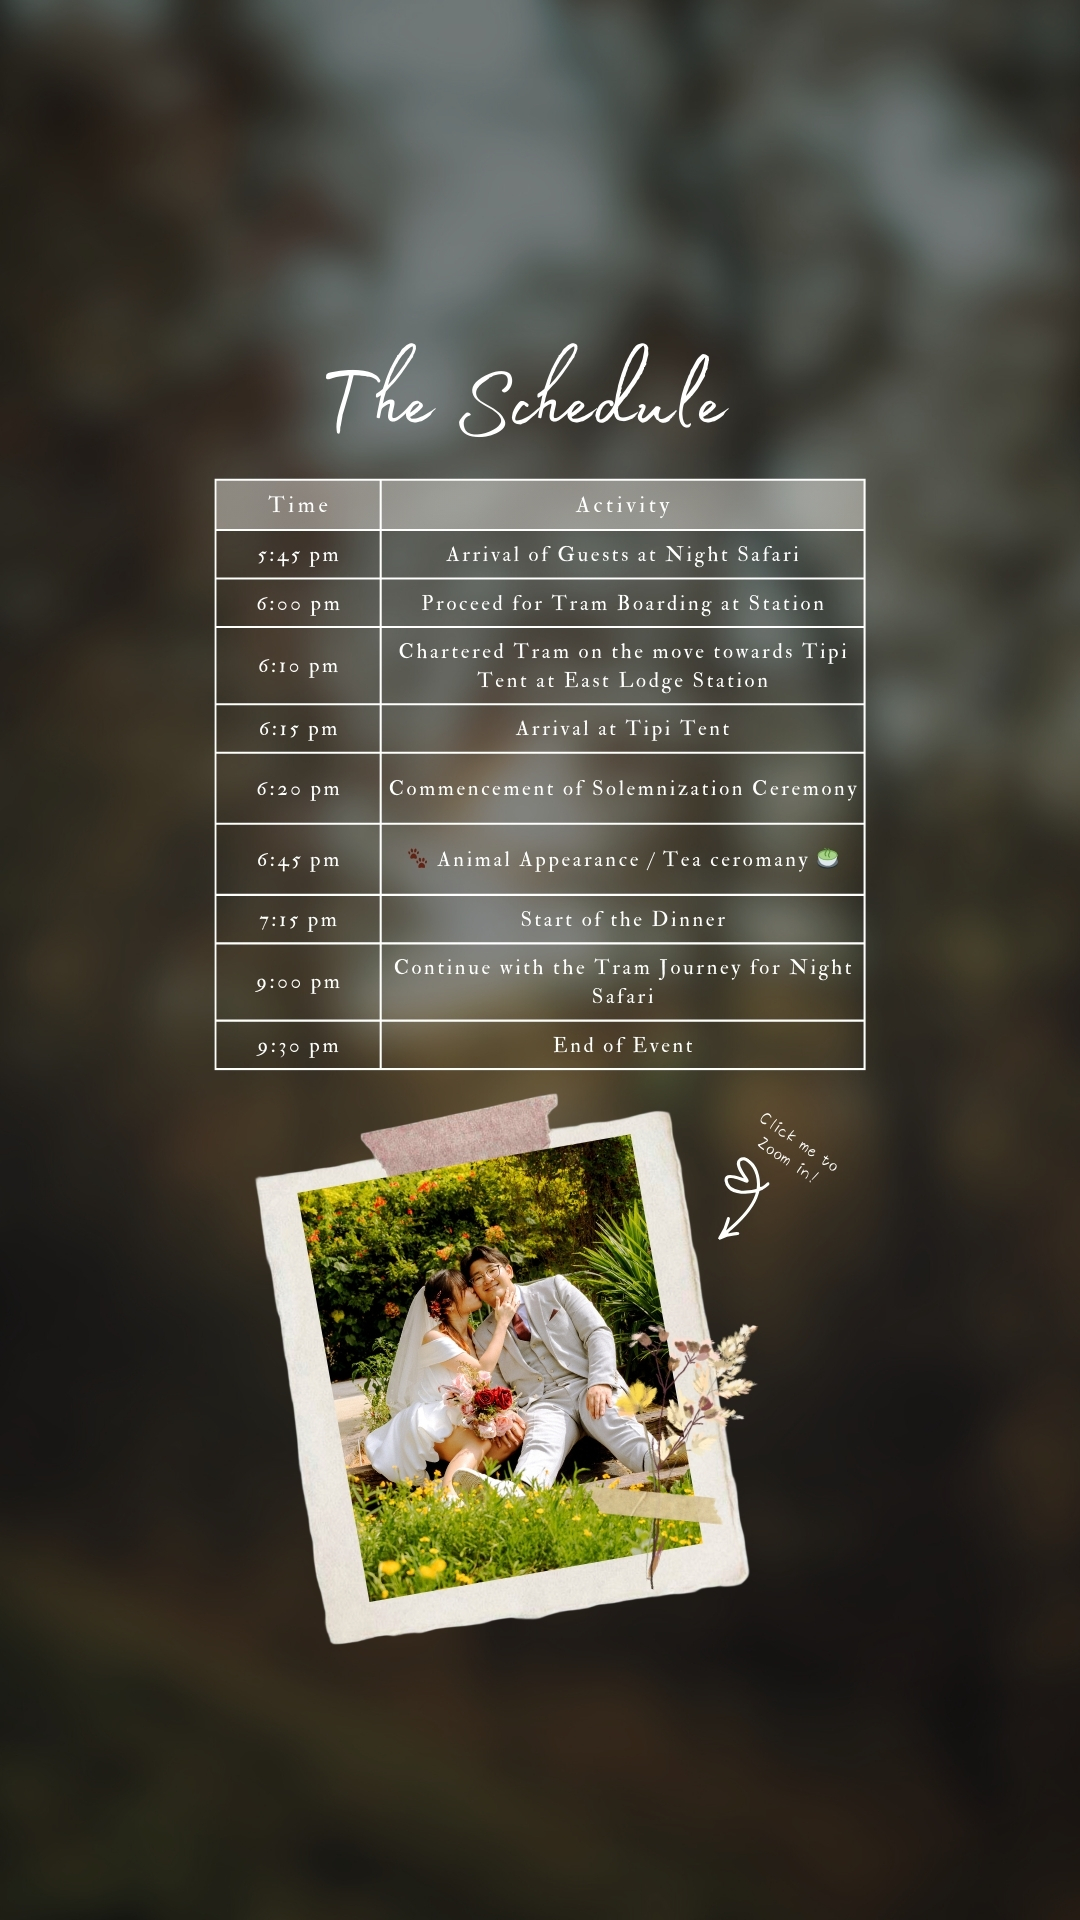 The Schedule
Time Activity
5:45 pm Arrival of Guests at Night Safari
6:00 pm Proceed for Tram Boarding at Station
6:10 pm Chartered Tram on the move towards Tipi
Tent at East Lodge Station
6:15 pm Arrival at Tipi Tent
6:20 pm Commencement of Solemnization Ceremony
6:45 pm 🐾 Animal Appearance / Tea ceromany 🍵
7:15 pm Start of the Dinner
9:00 pm Continue with the Tram Journey for Night
Safari
9:30 pm End of Event
Click me to
Zoom in!